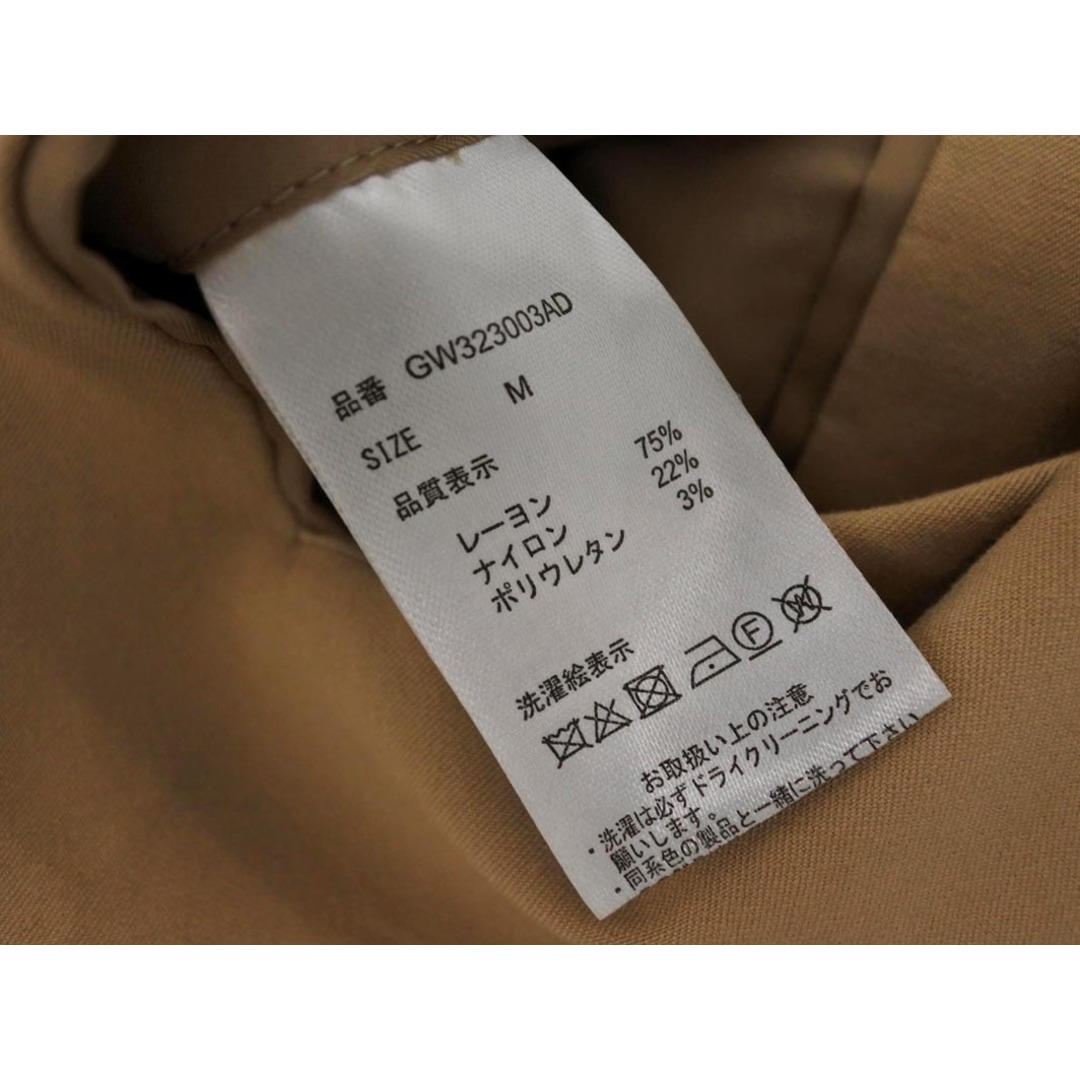 品番 GW323003AD
SIZE M
品質表示
レーヨン 75%
ナイロン 22%
ポリウレタン 3%
洗濯絵表示
F W
お取扱い上の注意
・洗濯は必ずドライクリーニングでお
願いします。
・同系色の製品と一緒に洗って下さい